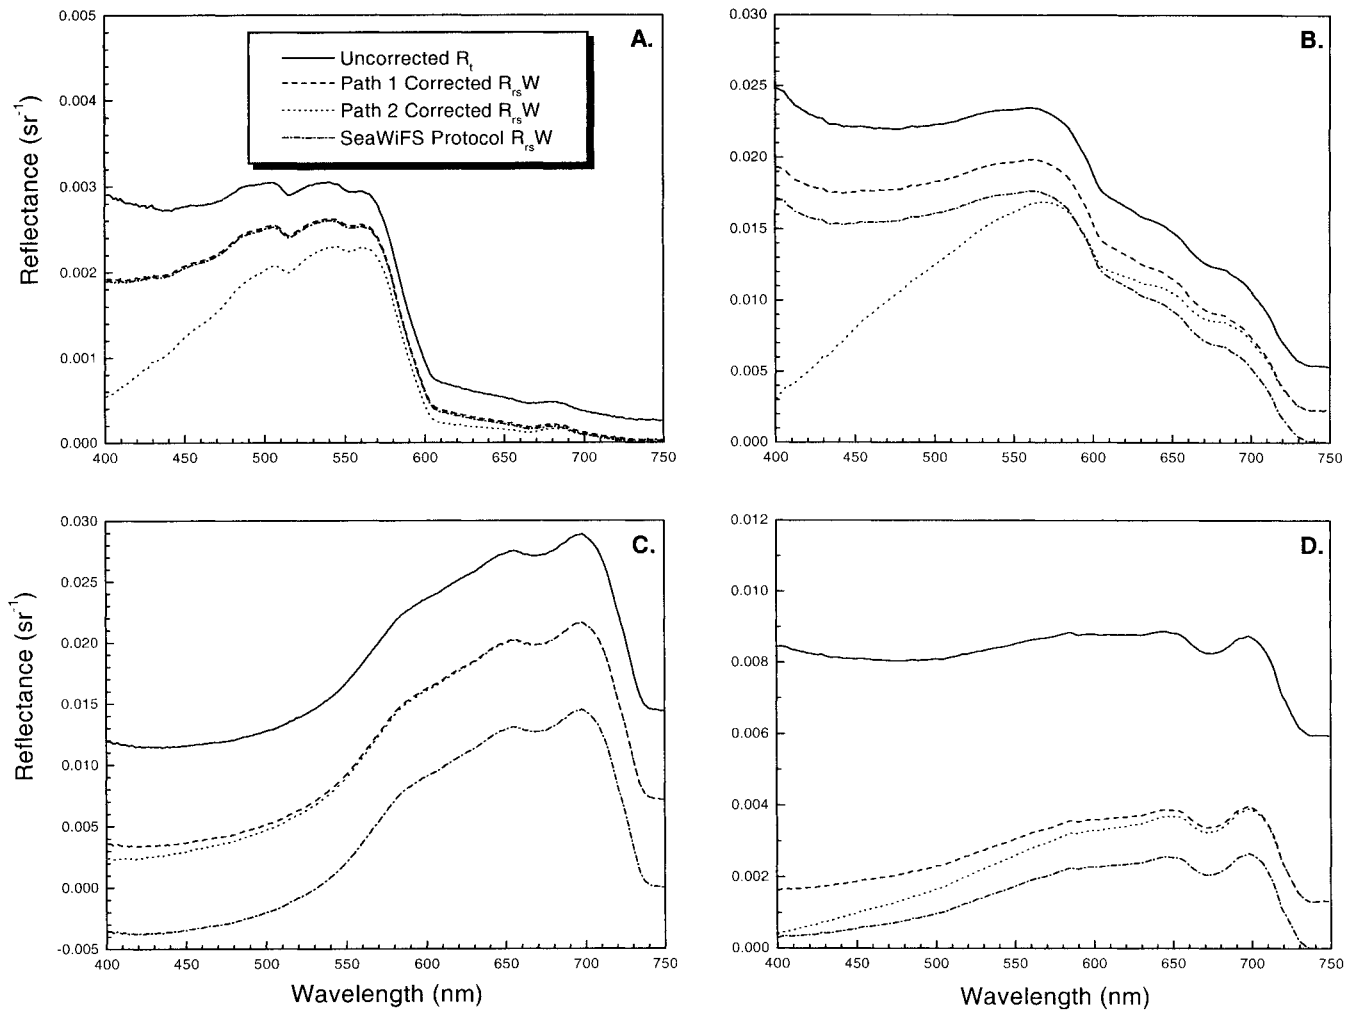 A.
Uncorrected Rt
Path 1 Corrected RrsW
Path 2 Corrected RrsW
SeaWiFS Protocol RrsW
Reflectance (sr-1)
0.005
0.004
0.003
0.002
0.001
0.000
400 450 500 550 600 650 700 750
B.
0.030
0.025
0.020
0.015
0.010
0.005
0.000
400 450 500 550 600 650 700 750
C.
Reflectance (sr-1)
0.030
0.025
0.020
0.015
0.010
0.005
0.000
-0.005
400 450 500 550 600 650 700 750
Wavelength (nm)
D.
0.012
0.010
0.008
0.006
0.004
0.002
0.000
400 450 500 550 600 650 700 750
Wavelength (nm)